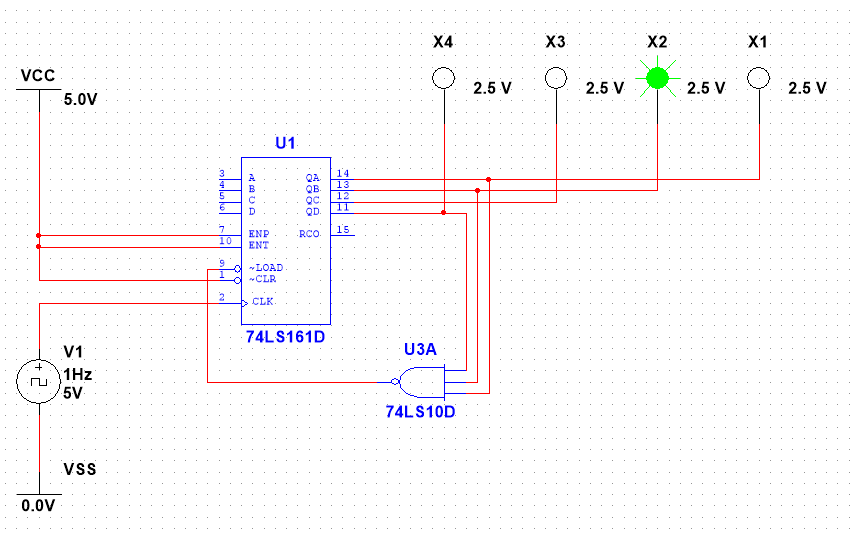 X4 X3 X2 X1
VCC
2.5 V 2.5 V 2.5 V 2.5 V
5.0V
U1
3 A QA 14
4 B QB 13
5 C QC 12
6 D QD 11
7 ENP RCO 15
10 ENT
9 ~LOAD
1 ~CLR
2 CLK
74LS161D
V1
U3A
1Hz
5V
74LS10D
VSS
0.0V